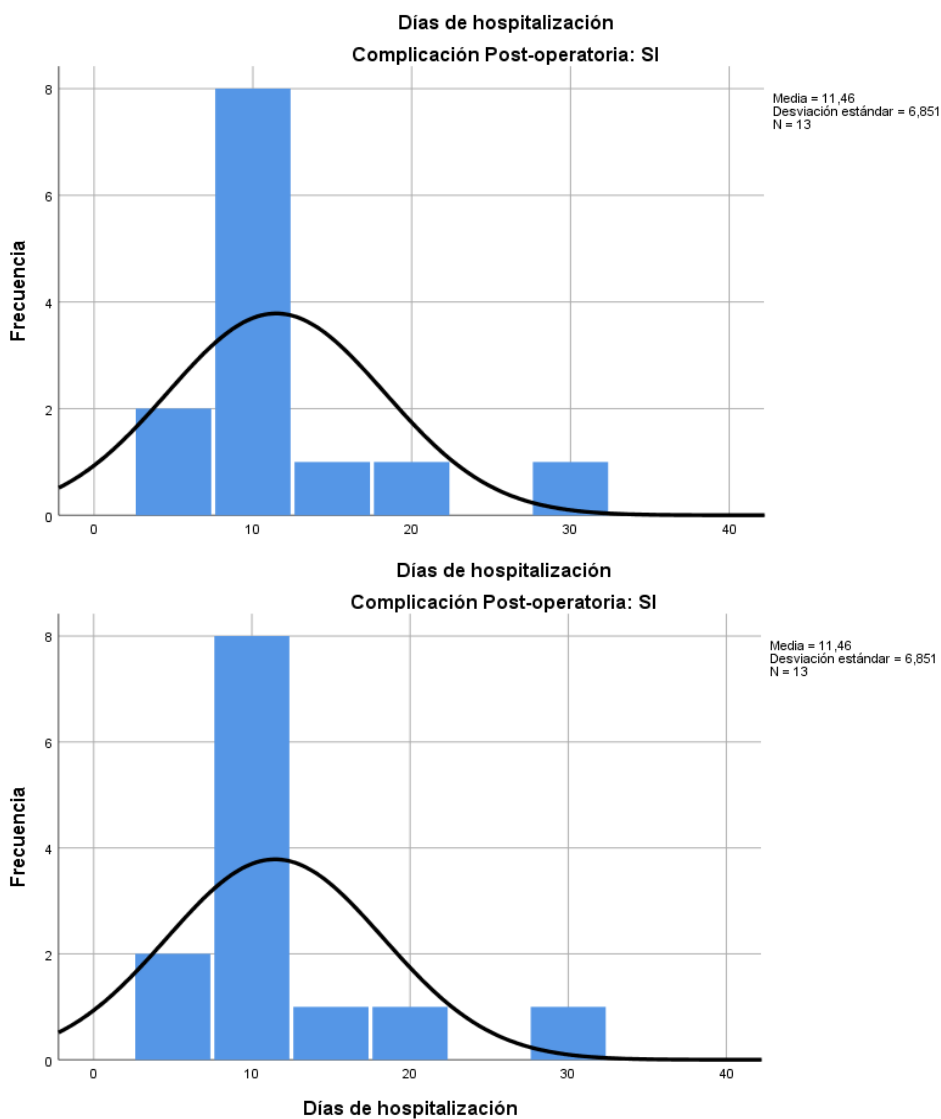 Días de hospitalización
Complicación Post-operatoria: SI
Media = 11,46
Desviación estándar = 6,851
N = 13
Frecuencia
8
6
4
2
0
0 10 20 30 40
Días de hospitalización
Complicación Post-operatoria: SI
Media = 11,46
Desviación estándar = 6,851
N = 13
Frecuencia
8
6
4
2
0
0 10 20 30 40
Días de hospitalización